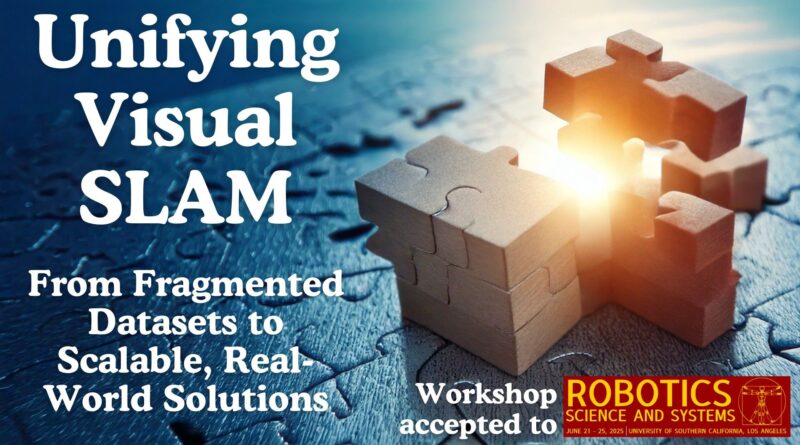 Unifying
Visual
SLAM
From Fragmented
Datasets to
Scalable, Real-
World Solutions
Workshop
accepted to
ROBOTICS
SCIENCE AND SYSTEMS
JUNE 21 - 25, 2025 | UNIVERSITY OF SOUTHERN CALIFORNIA, LOS ANGELES